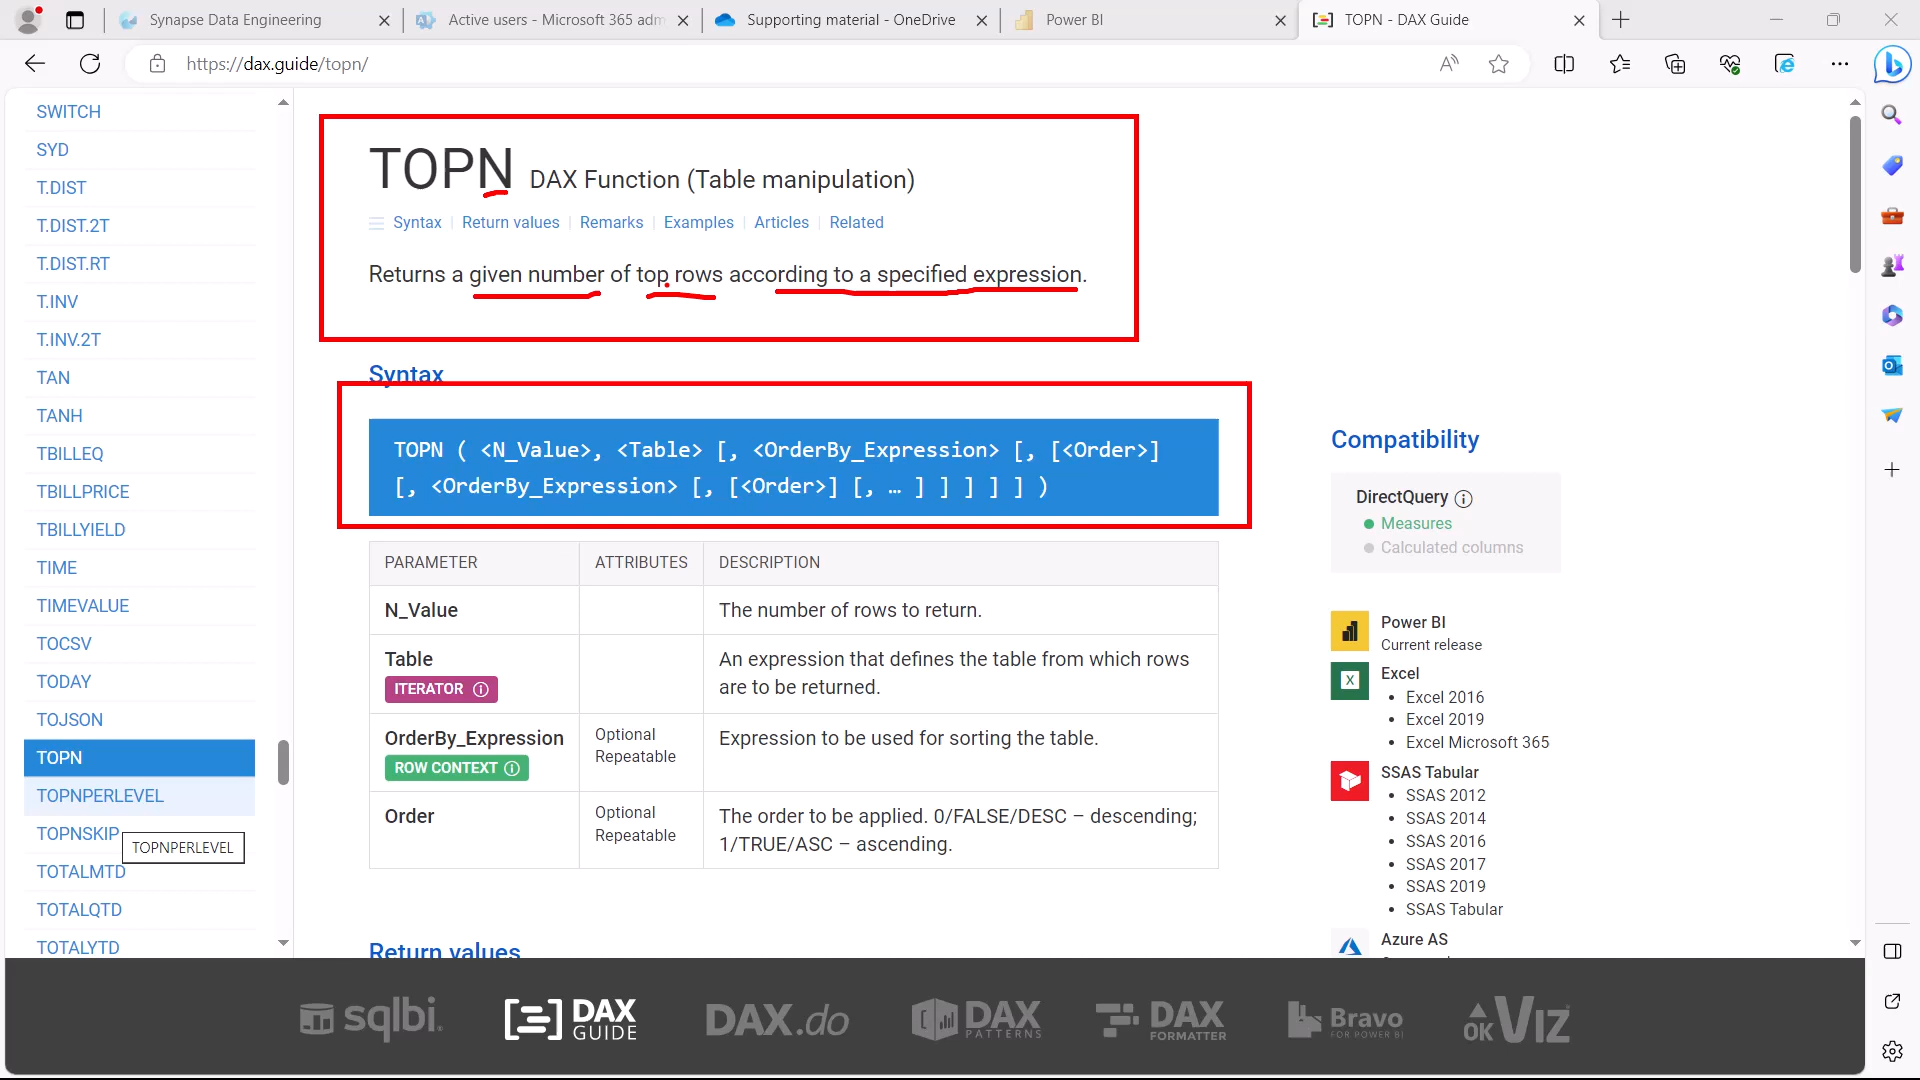 Synapse Data Engineering
Active users - Microsoft 365 adm
Supporting material - OneDrive
Power BI
TOPN - DAX Guide
https://dax.guide/topn/
SWITCH
SYD
T.DIST
T.DIST.2T
T.DIST.RT
T.INV
T.INV.2T
TAN
TANH
TBILLEQ
TBILLPRICE
TBILLYIELD
TIME
TIMEVALUE
TOCSV
TODAY
TOJSON
TOPN
TOPNPERLEVEL
TOPNSKIP
TOPNPERLEVEL
TOTALMTD
TOTALQTD
TOTALYTD
TOPN DAX Function (Table manipulation)
Syntax | Return values | Remarks | Examples | Articles | Related
Returns a given number of top rows according to a specified expression.
Syntax
TOPN ( <N_Value>, <Table> [, <OrderBy_Expression> [, [<Order>]
[, <OrderBy_Expression> [, [<Order>] [, … ] ] ] ] ] )
PARAMETER ATTRIBUTES DESCRIPTION
N_Value The number of rows to return.
Table An expression that defines the table from which rows
ITERATOR are to be returned.
OrderBy_Expression Optional Expression to be used for sorting the table.
ROW CONTEXT Repeatable
Order Optional The order to be applied. 0/FALSE/DESC – descending;
Repeatable 1/TRUE/ASC – ascending.
Return values
Compatibility
DirectQuery
Measures
Calculated columns
Power BI
Current release
Excel
• Excel 2016
• Excel 2019
• Excel Microsoft 365
SSAS Tabular
• SSAS 2012
• SSAS 2014
• SSAS 2016
• SSAS 2017
• SSAS 2019
• SSAS Tabular
Azure AS
sqlbi.
DAX GUIDE
DAX.do
DAX PATTERNS
DAX FORMATTER
Bravo FOR POWER BI
OK VIZ